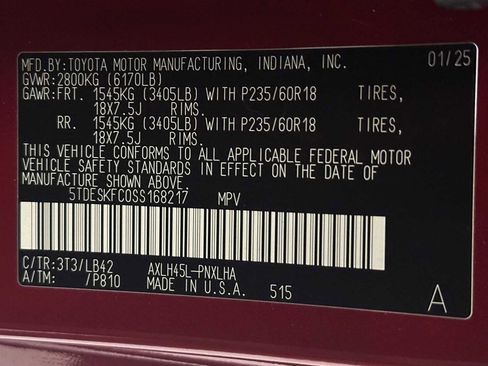 MFD.BY:TOYOTA MOTOR MANUFACTURING, INDIANA, INC. 01/25
GVWR:2800KG (6170LB)
GAWR:FRT. 1545KG (3405LB) WITH P235/60R18 TIRES,
18X7.5J RIMS.
RR. 1545KG (3405LB) WITH P235/60R18 TIRES,
18X7.5J RIMS.
THIS VEHICLE CONFORMS TO ALL APPLICABLE FEDERAL MOTOR
VEHICLE SAFETY STANDARDS IN EFFECT ON THE DATE OF
MANUFACTURE SHOWN ABOVE.
5TDESKFC0SS168217 MPV
C/TR:3T3/LB42 AXLH45L-PNXLHA
A/TM: /P810 MADE IN U.S.A. 515 A